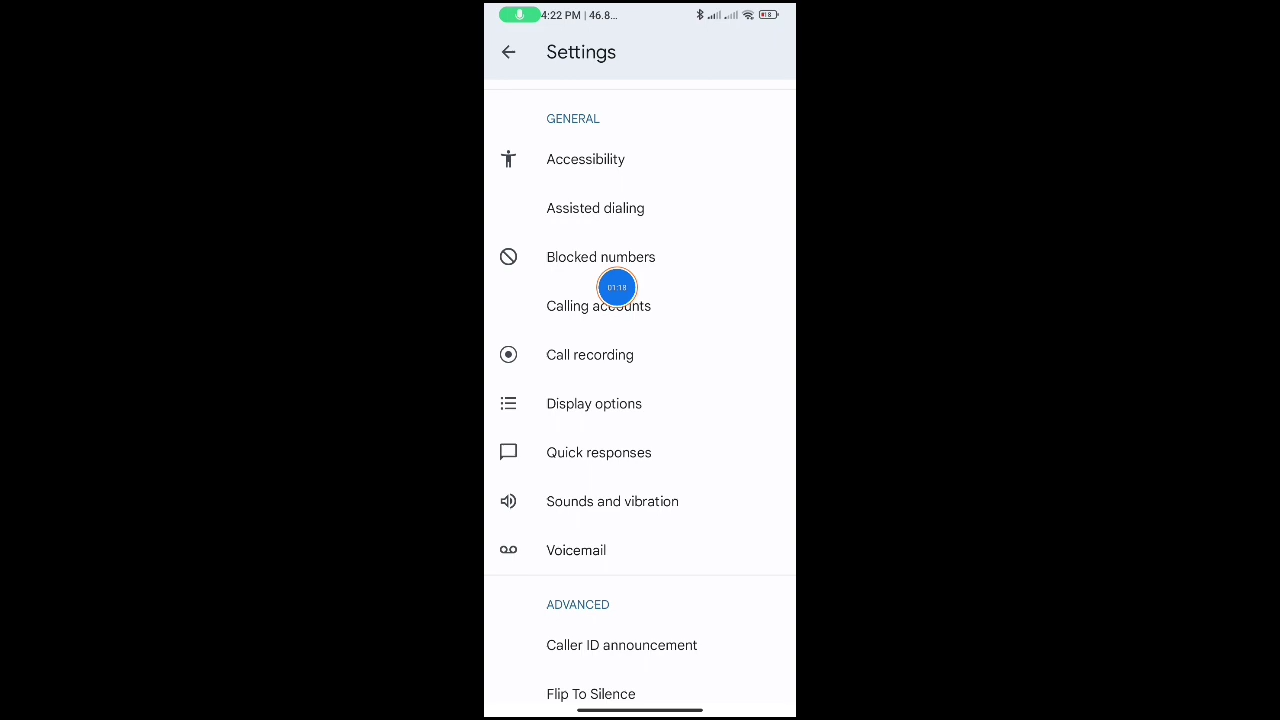 4:22 PM | 46.8...
18
Settings
GENERAL
Accessibility
Assisted dialing
Blocked numbers
01:18
Calling accounts
Call recording
Display options
Quick responses
Sounds and vibration
Voicemail
ADVANCED
Caller ID announcement
Flip To Silence